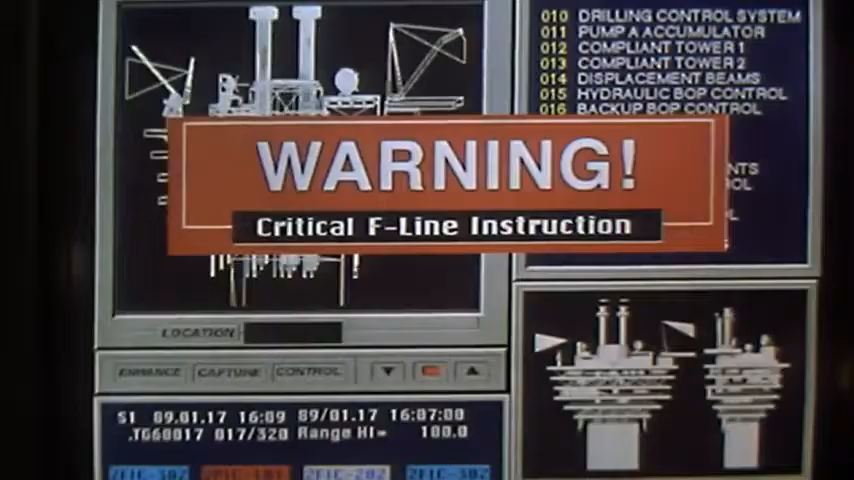 010 DRILLING CONTROL SYSTEM
011 PUMP A ACCUMULATOR
012 COMPLIANT TOWER 1
013 COMPLIANT TOWER 2
014 DISPLACEMENT BEAMS
015 HYDRAULIC BOP CONTROL
016 BACKUP BOP CONTROL
WARNING!
Critical F-Line Instruction
LOCATION
ENHANCE CAPTURE CONTROL
S1 89.01.17 16:09 89/01.17 16:07:00
.TG60017 017/320 Range HI= 100.0